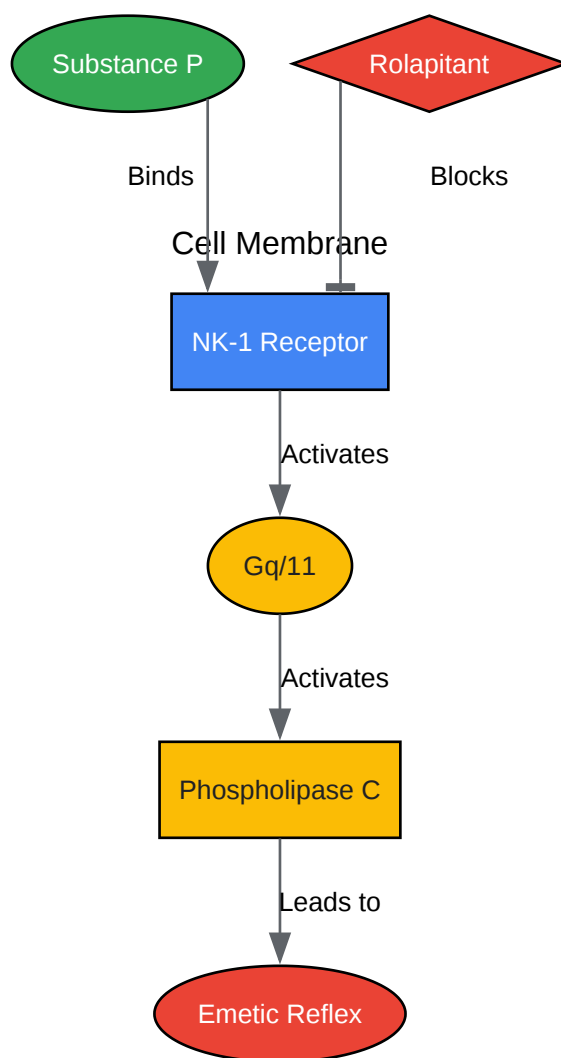 Substance P
Rolapitant
Binds
Blocks
Cell Membrane
NK-1 Receptor
Activates
Gq/11
Activates
Phospholipase C
Leads to
Emetic Reflex